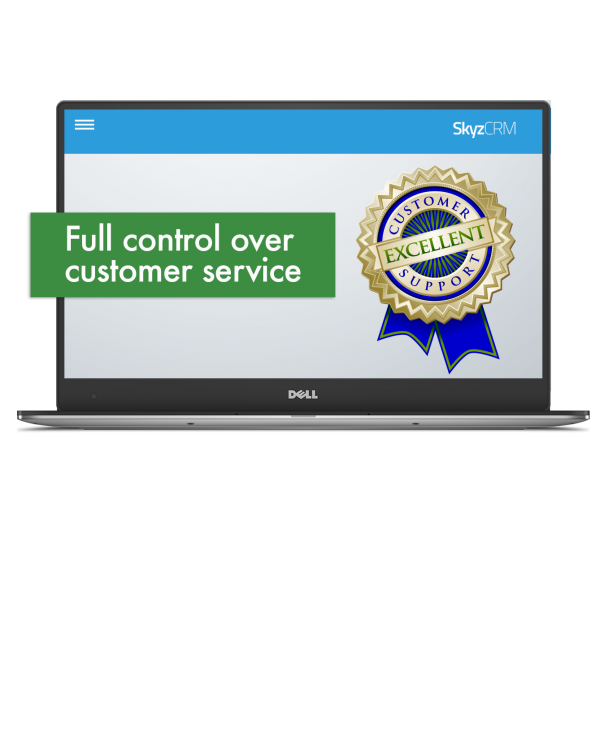 SkyzCRM
Full control over
customer service
CUSTOMER
EXCELLENT
SUPPORT
DELL